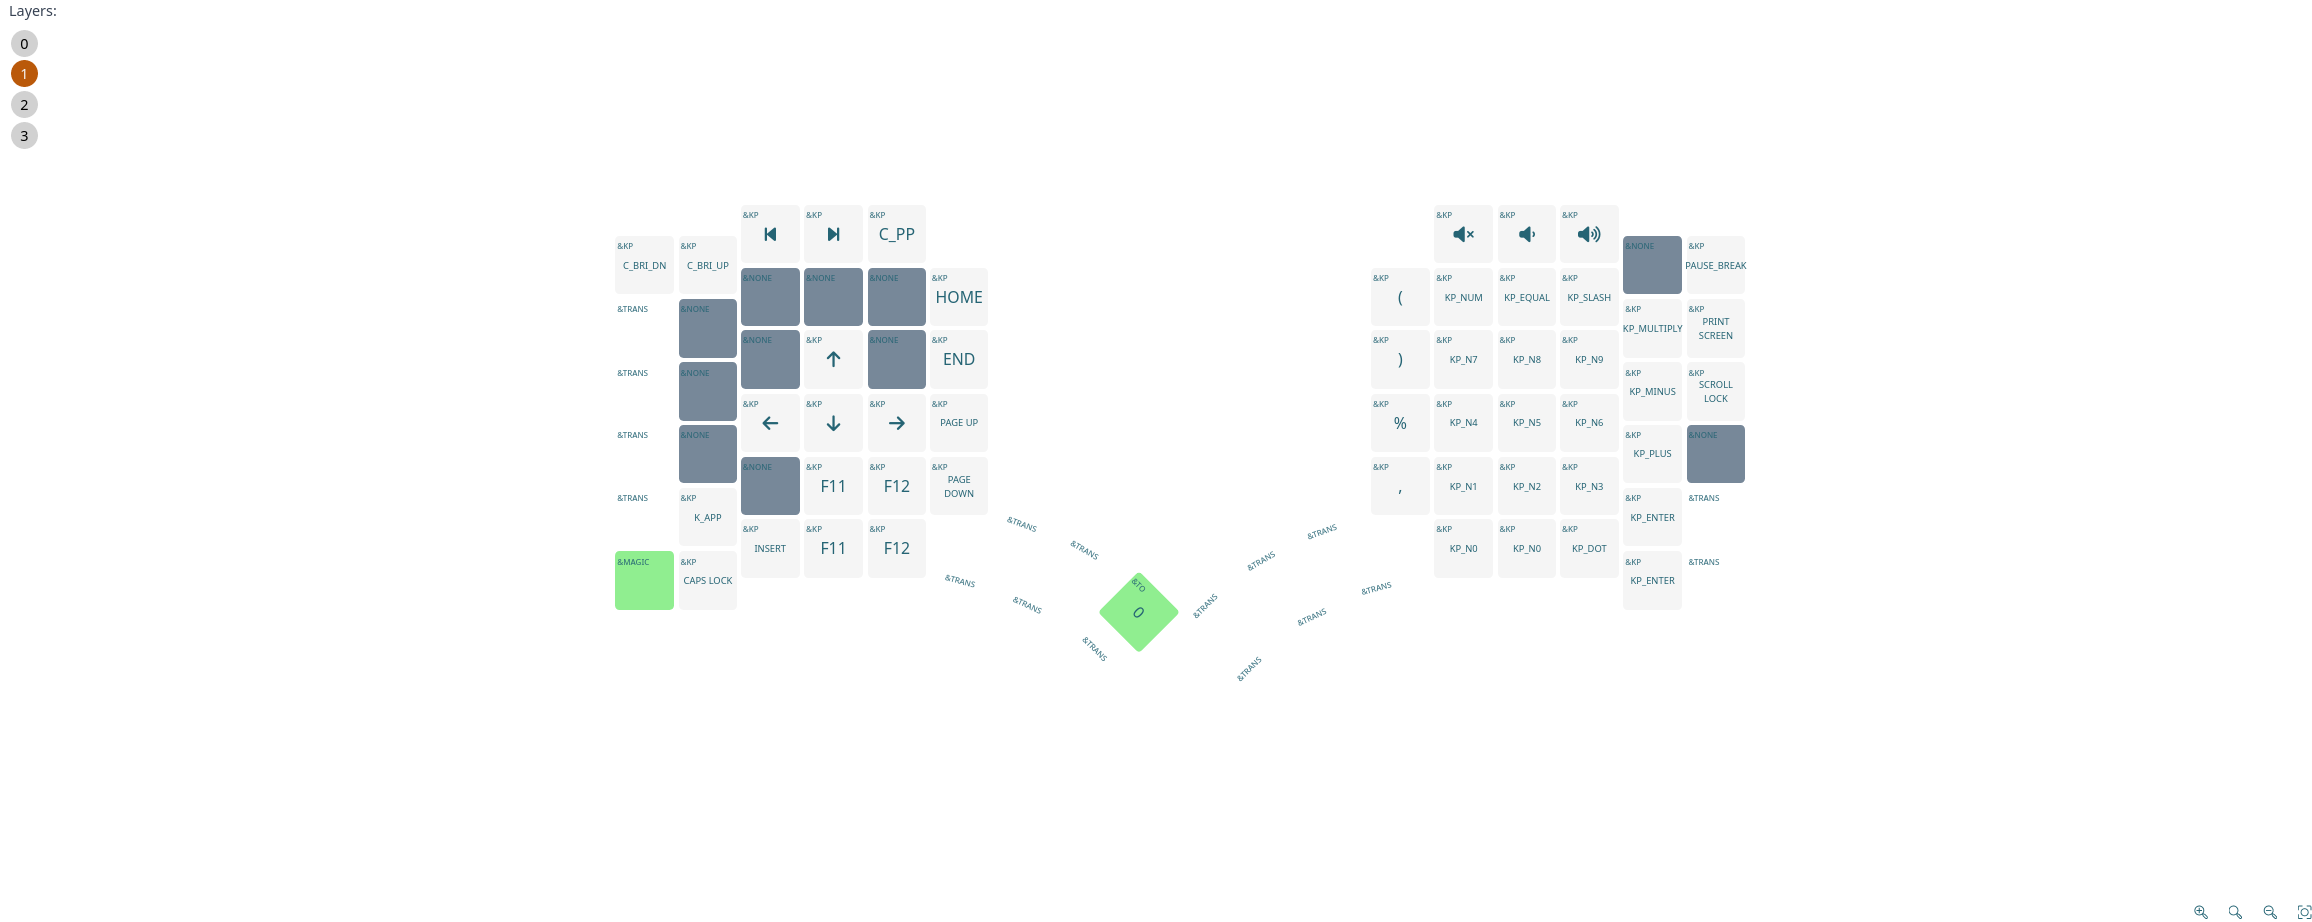 Layers:
0
1
2
3
&KP &KP &KP &KP &KP &KP
C_PP
&KP &KP &NONE &KP
C_BRI_DN C_BRI_UP PAUSE_BREAK
&NONE &NONE &NONE &KP &KP &KP &KP &KP
HOME ( KP_NUM KP_EQUAL KP_SLASH
&TRANS &NONE &KP &KP
KP_MULTIPLY PRINT
SCREEN
&NONE &KP &NONE &KP &KP &KP &KP &KP
END ) KP_N7 KP_N8 KP_N9
&TRANS &NONE &KP &KP
KP_MINUS SCROLL
LOCK
&KP &KP &KP &KP &KP &KP &KP &KP
PAGE UP % KP_N4 KP_N5 KP_N6
&TRANS &NONE &KP &NONE
KP_PLUS
&NONE &KP &KP &KP &KP &KP &KP &KP
F11 F12 PAGE
DOWN , KP_N1 KP_N2 KP_N3
&TRANS &KP &KP &TRANS
K_APP KP_ENTER
&KP &KP &KP &TRANS &TRANS &TRANS &TRANS &KP &KP &KP
INSERT F11 F12 KP_N0 KP_N0 KP_DOT
&MAGIC &KP &KP &TRANS
CAPS LOCK KP_ENTER
&TRANS &TRANS &TO &TRANS &TRANS &TRANS
0
&TRANS &TRANS